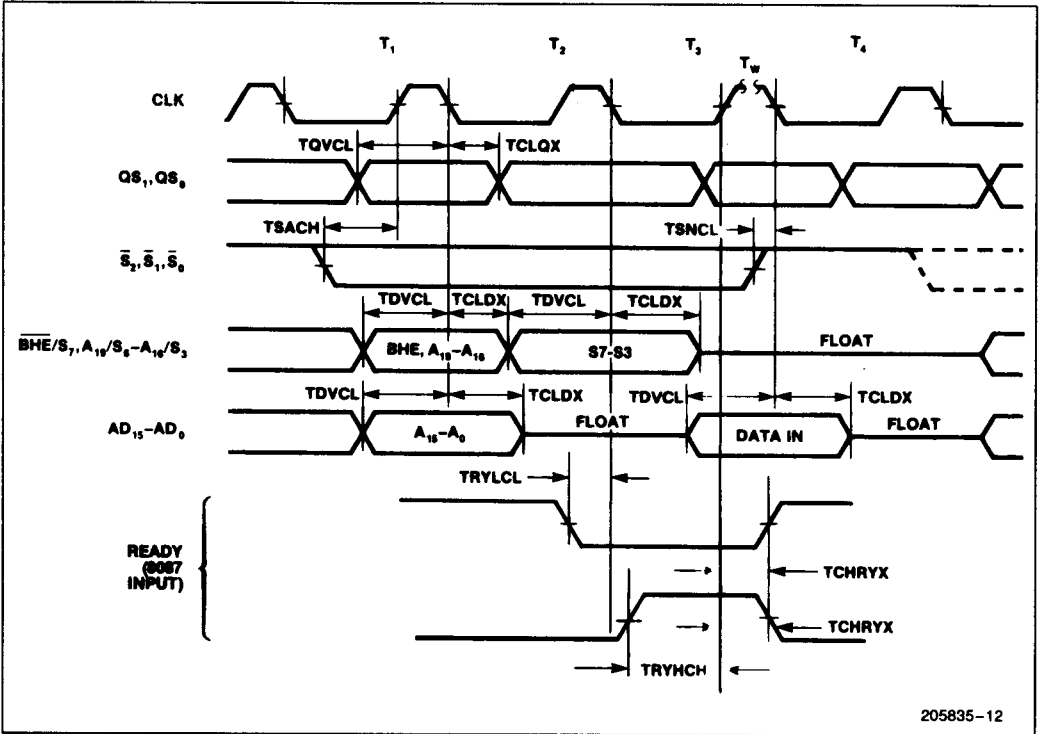 T₁ T₂ T₃ T₄
T_W
CLK
TQVCL TCLQX
QS₁, QS₀
TSACH TSNCL
S̅₂, S̅₁, S̅₀
TDVCL TCLDX TDVCL TCLDX
B̅H̅E̅/S₇, A₁₉/S₆–A₁₆/S₃ BHE, A₁₉–A₁₆ S7-S3 FLOAT
TDVCL TCLDX TDVCL TCLDX
AD₁₅–AD₀ A₁₅–A₀ FLOAT DATA IN FLOAT
TRYLCL
READY
(8087
INPUT)
TCHRYX
TCHRYX
TRYHCH
205835–12